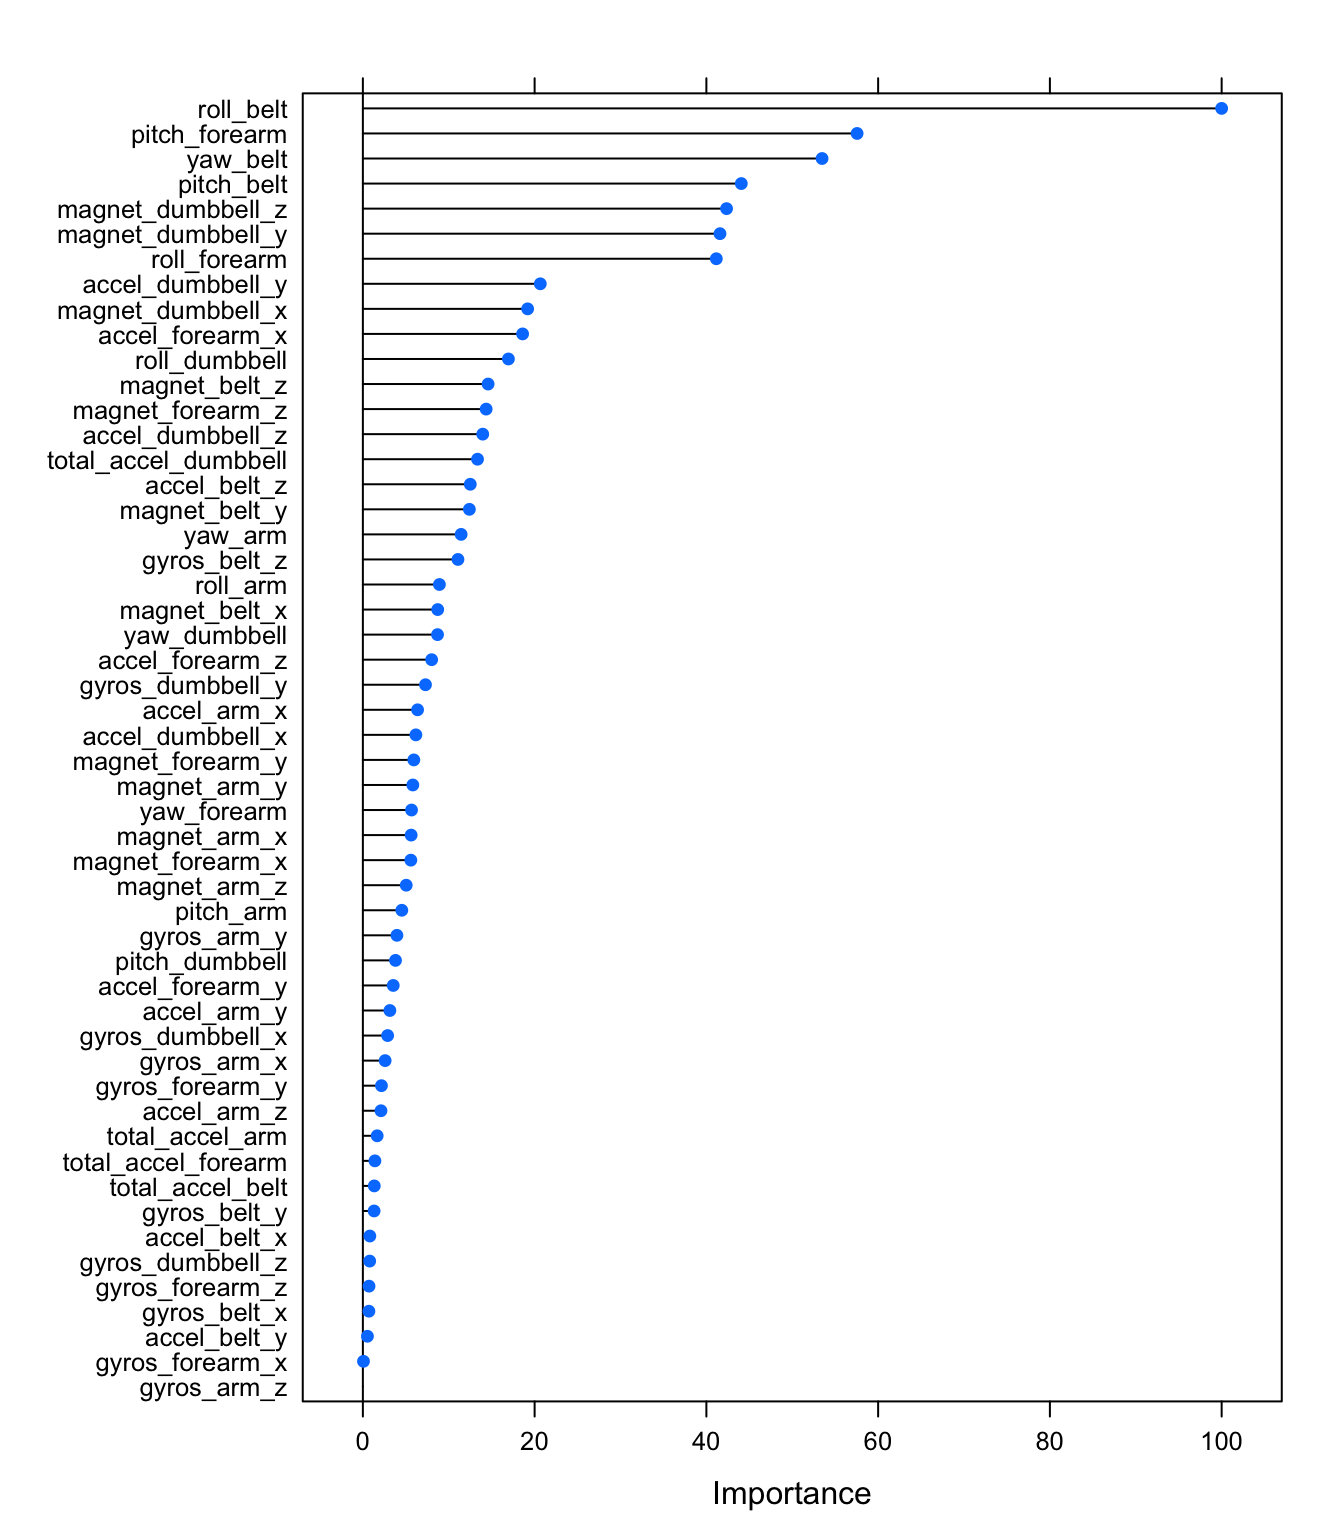 roll_belt
pitch_forearm
yaw_belt
pitch_belt
magnet_dumbbell_z
magnet_dumbbell_y
roll_forearm
accel_dumbbell_y
magnet_dumbbell_x
accel_forearm_x
roll_dumbbell
magnet_belt_z
magnet_forearm_z
accel_dumbbell_z
total_accel_dumbbell
accel_belt_z
magnet_belt_y
yaw_arm
gyros_belt_z
roll_arm
magnet_belt_x
yaw_dumbbell
accel_forearm_z
gyros_dumbbell_y
accel_arm_x
accel_dumbbell_x
magnet_forearm_y
magnet_arm_y
yaw_forearm
magnet_arm_x
magnet_forearm_x
magnet_arm_z
pitch_arm
gyros_arm_y
pitch_dumbbell
accel_forearm_y
accel_arm_y
gyros_dumbbell_x
gyros_arm_x
gyros_forearm_y
accel_arm_z
total_accel_arm
total_accel_forearm
total_accel_belt
gyros_belt_y
accel_belt_x
gyros_dumbbell_z
gyros_forearm_z
gyros_belt_x
accel_belt_y
gyros_forearm_x
gyros_arm_z
0 20 40 60 80 100
Importance